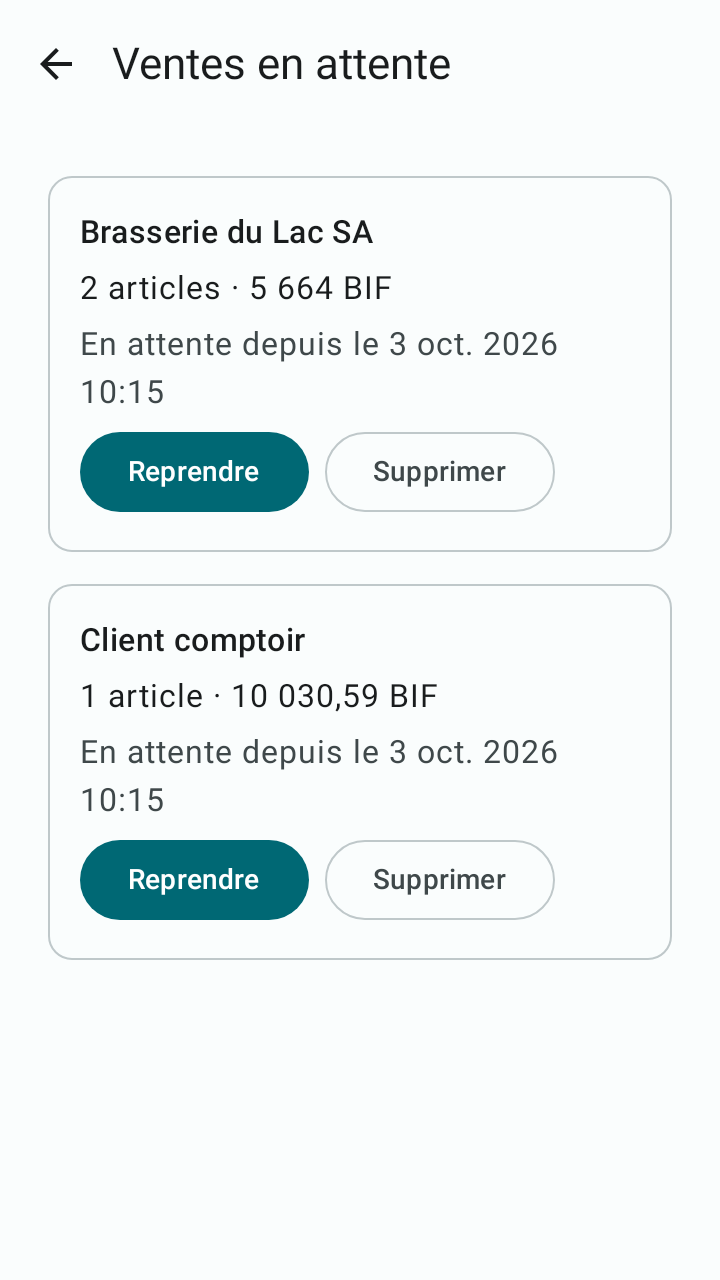 Ventes en attente
Brasserie du Lac SA
2 articles · 5 664 BIF
En attente depuis le 3 oct. 2026
10:15
Reprendre
Supprimer
Client comptoir
1 article · 10 030,59 BIF
En attente depuis le 3 oct. 2026
10:15
Reprendre
Supprimer